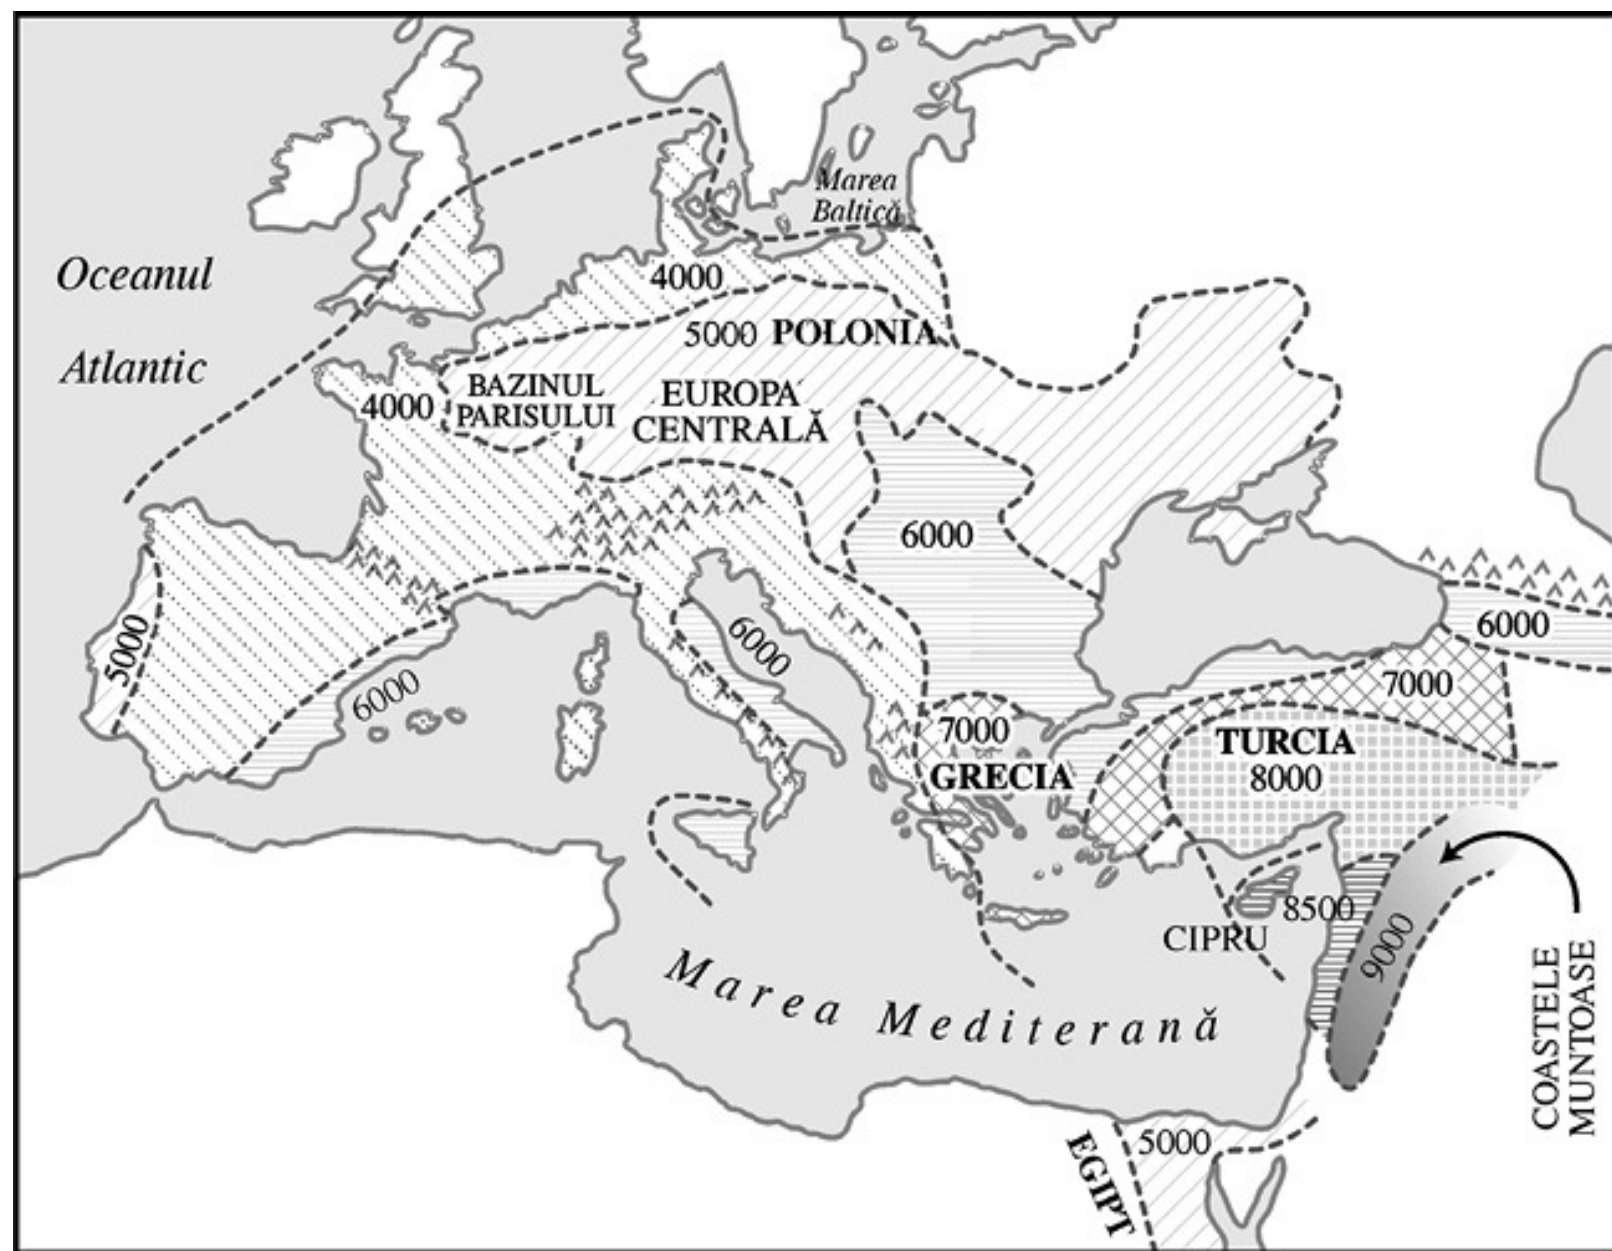 Marea
Baltică
Oceanul
Atlantic
4000
5000 POLONIA
BAZINUL
PARISULUI
EUROPA
CENTRALĂ
4000
6000
5000
6000
6000
6000
7000
7000
GRECIA
TURCIA
8000
8500
CIPRU
9000
COASTELE
MUNTOASE
Marea Mediterană
5000
EGIPT